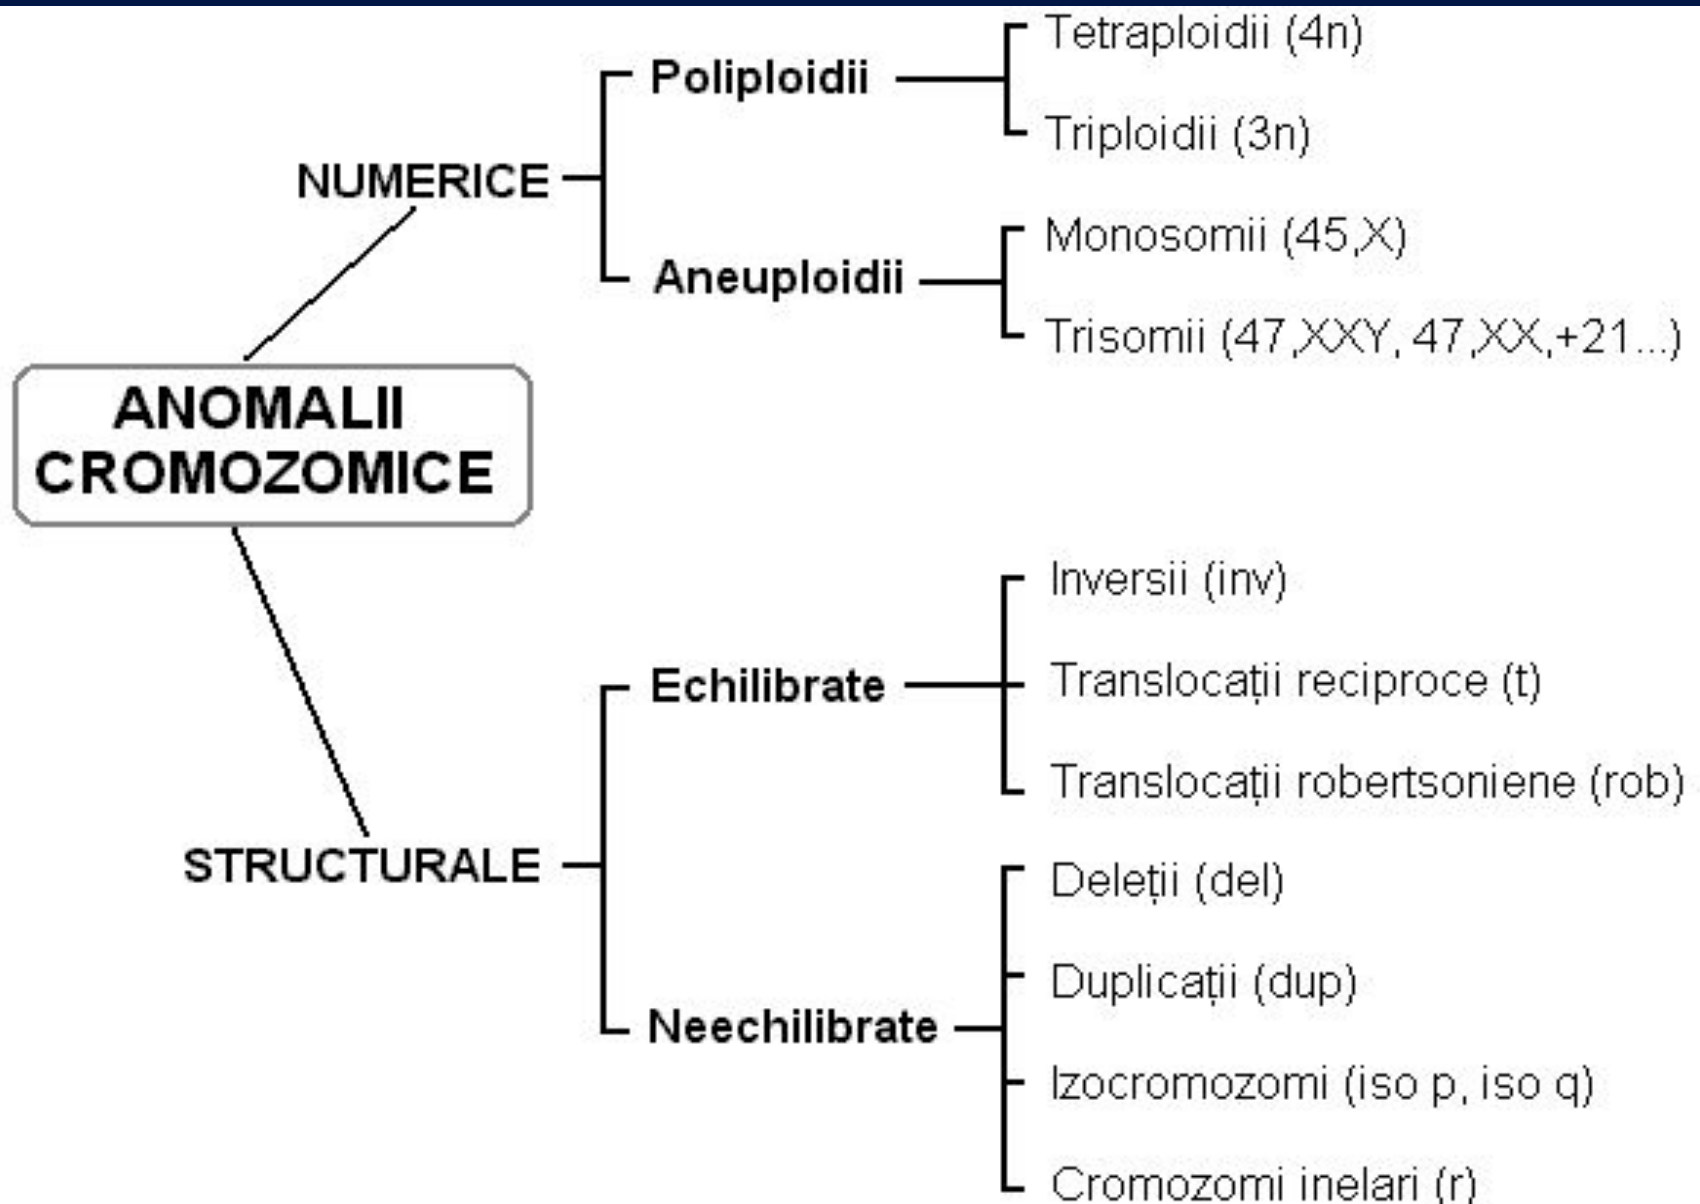 ANOMALII
CROMOZOMICE
NUMERICE
Poliploidii
Tetraploidii (4n)
Triploidii (3n)
Aneuploidii
Monosomii (45,X)
Trisomii (47,XXY, 47,XX,+21...)
STRUCTURALE
Echilibrate
Inversii (inv)
Translocații reciproce (t)
Translocații robertsoniene (rob)
Neechilibrate
Deleții (del)
Duplicații (dup)
Izocromozomi (iso p, iso q)
Cromozomi inelari (r)